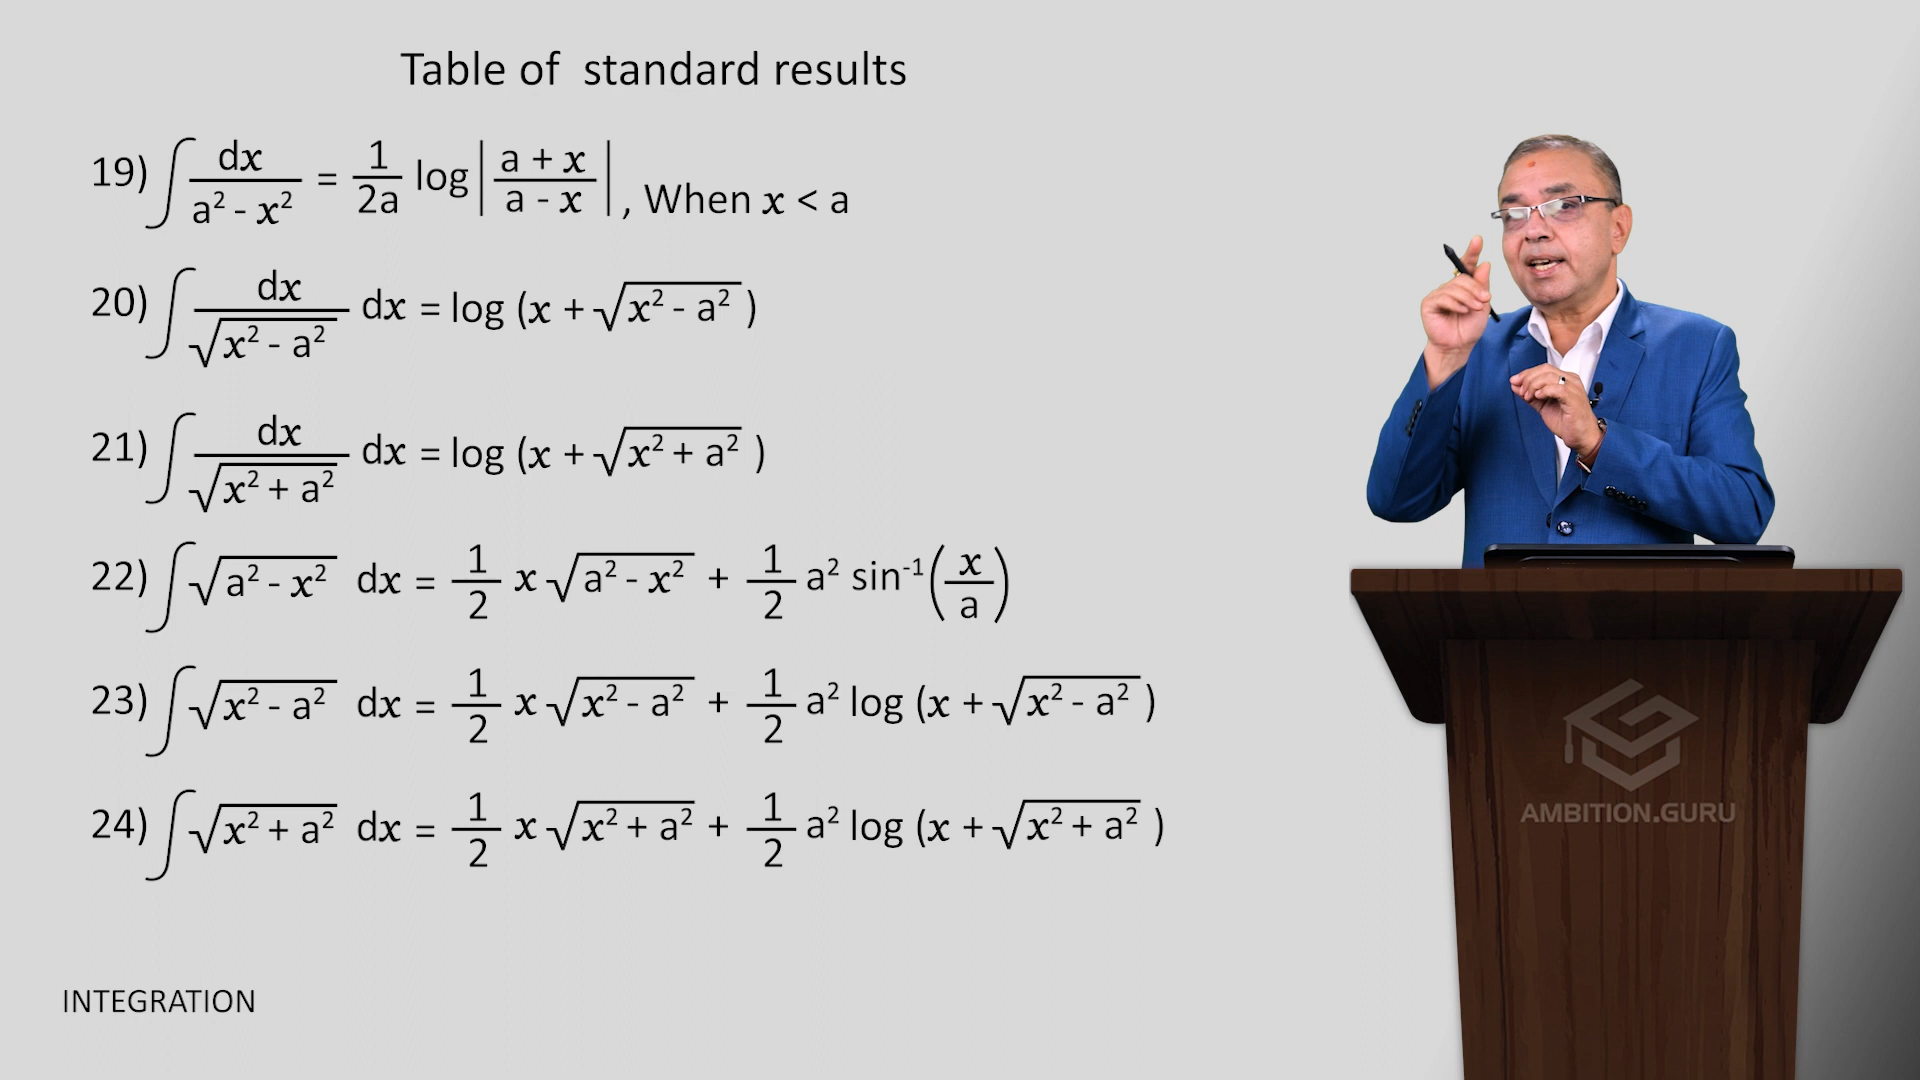 Table of standard results
19) ∫ dx / (a² - x²) = 1/2a log |(a + x) / (a - x)| , When x < a
20) ∫ dx / √(x² - a²) dx = log (x + √(x² - a²) )
21) ∫ dx / √(x² + a²) dx = log (x + √(x² + a²) )
22) ∫ √(a² - x²) dx = 1/2 x √(a² - x²) + 1/2 a² sin⁻¹(x/a)
23) ∫ √(x² - a²) dx = 1/2 x √(x² - a²) + 1/2 a² log (x + √(x² - a²) )
24) ∫ √(x² + a²) dx = 1/2 x √(x² + a²) + 1/2 a² log (x + √(x² + a²) )
AMBITION.GURU
INTEGRATION